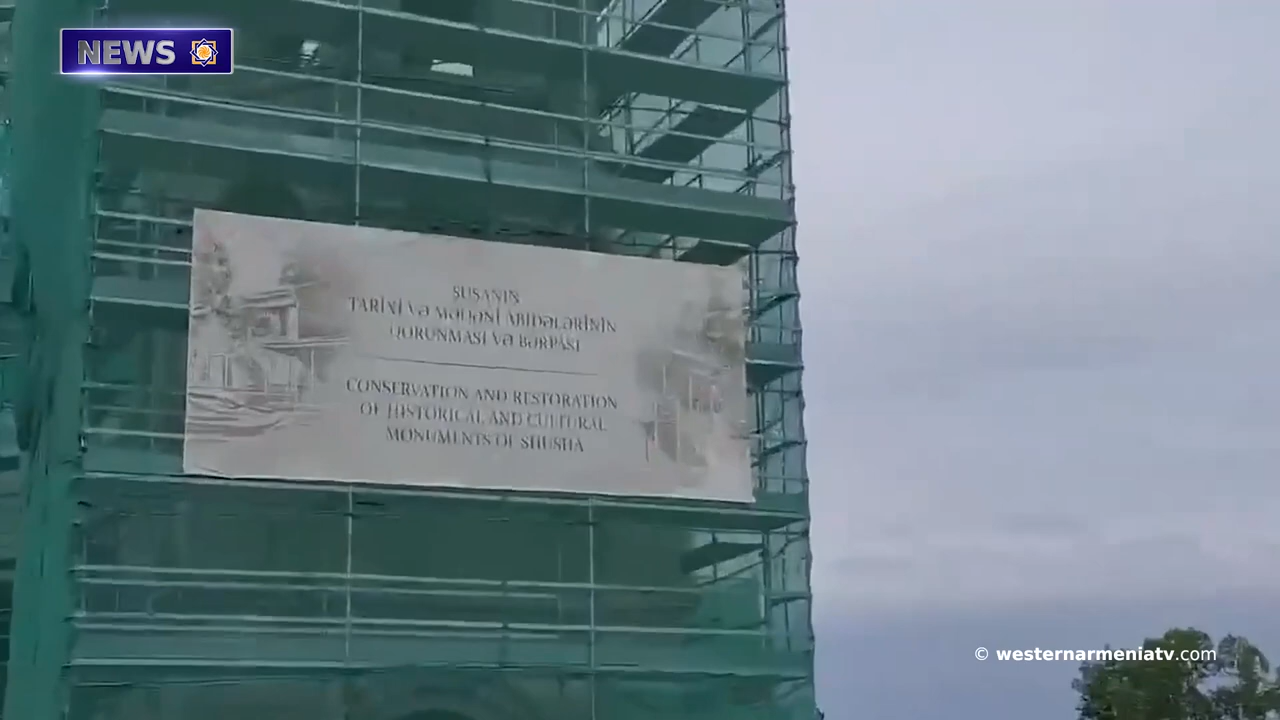 NEWS
ŞUŞANIN
TARİXİ VƏ MƏDƏNİ ABİDƏLƏRİNİN
QORUNMASI VƏ BƏRPASI
CONSERVATION AND RESTORATION
OF HISTORICAL AND CULTURAL
MONUMENTS OF SHUSHA
© westernarmeniatv.com